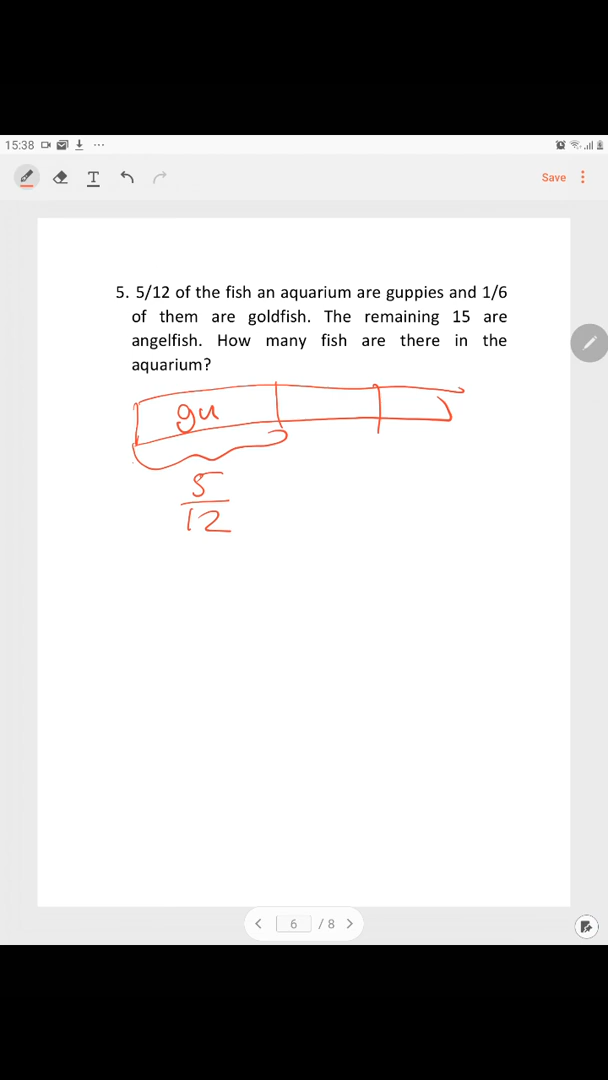 15:38 ...
T Save
5. 5/12 of the fish an aquarium are guppies and 1/6
of them are goldfish. The remaining 15 are
angelfish. How many fish are there in the
aquarium?
gu
5
12
< 6 / 8 >